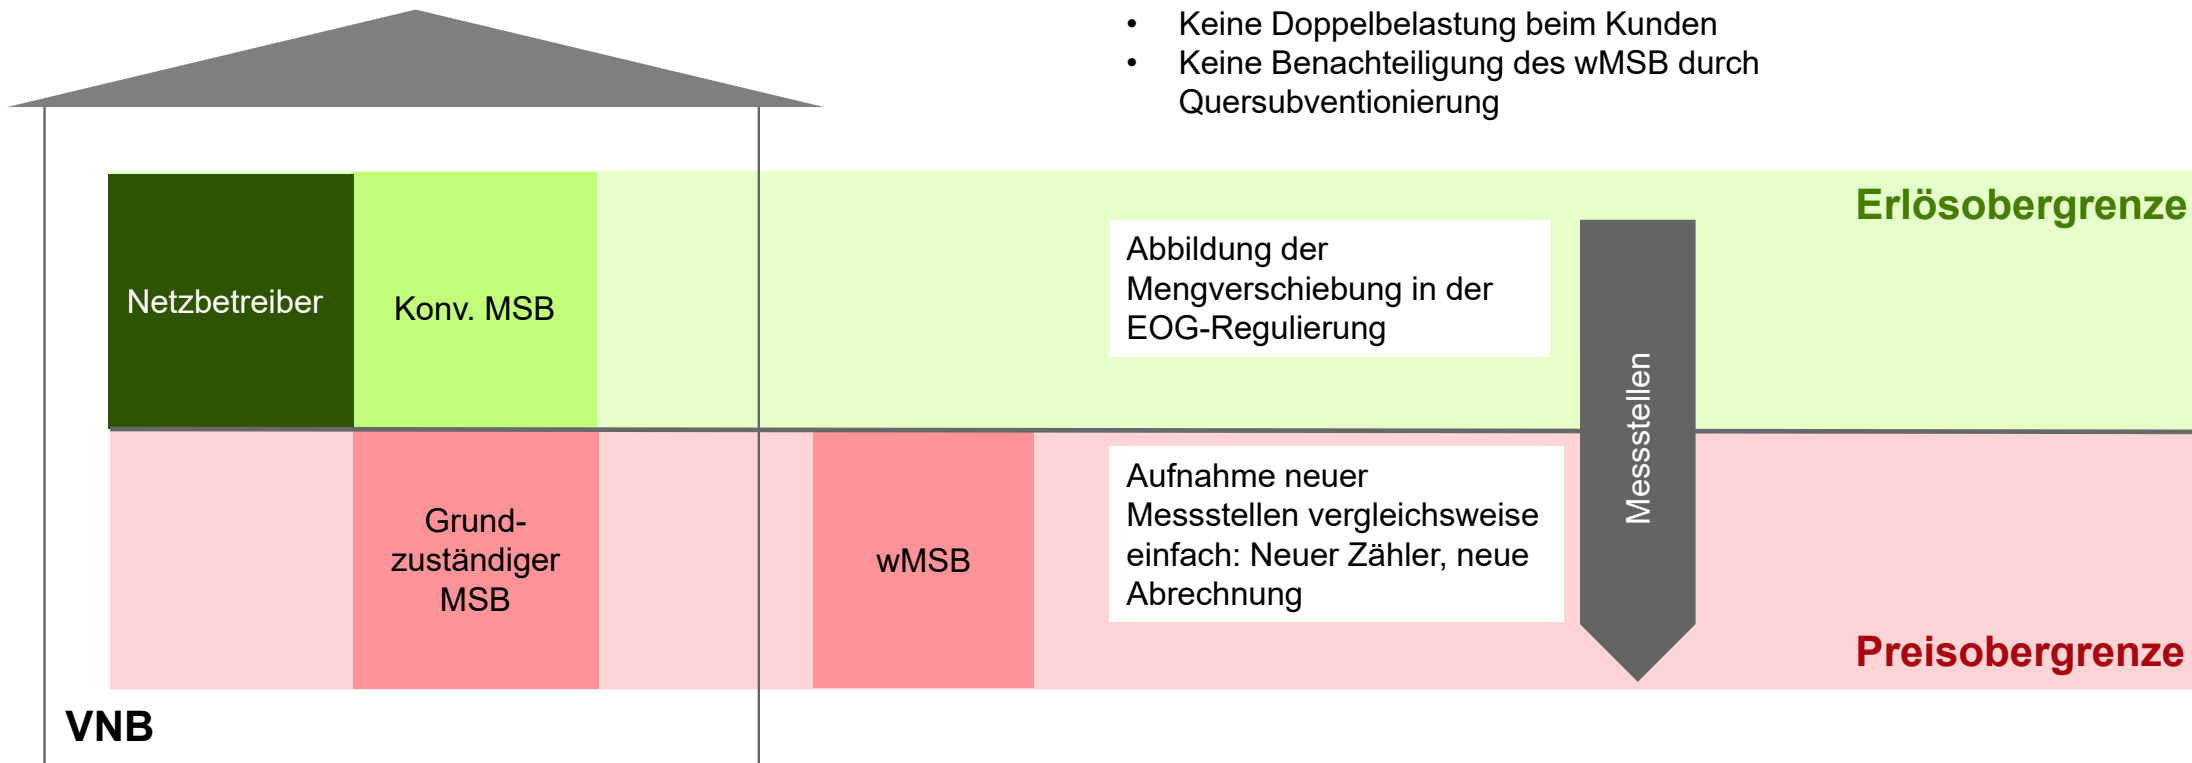 • Keine Doppelbelastung beim Kunden
• Keine Benachteiligung des wMSB durch
Quersubventionierung
Erlösobergrenze
Netzbetreiber
Konv. MSB
Abbildung der
Mengverschiebung in der
EOG-Regulierung
Messstellen
Grund-
zuständiger
MSB
wMSB
Aufnahme neuer
Messstellen vergleichsweise
einfach: Neuer Zähler, neue
Abrechnung
Preisobergrenze
VNB